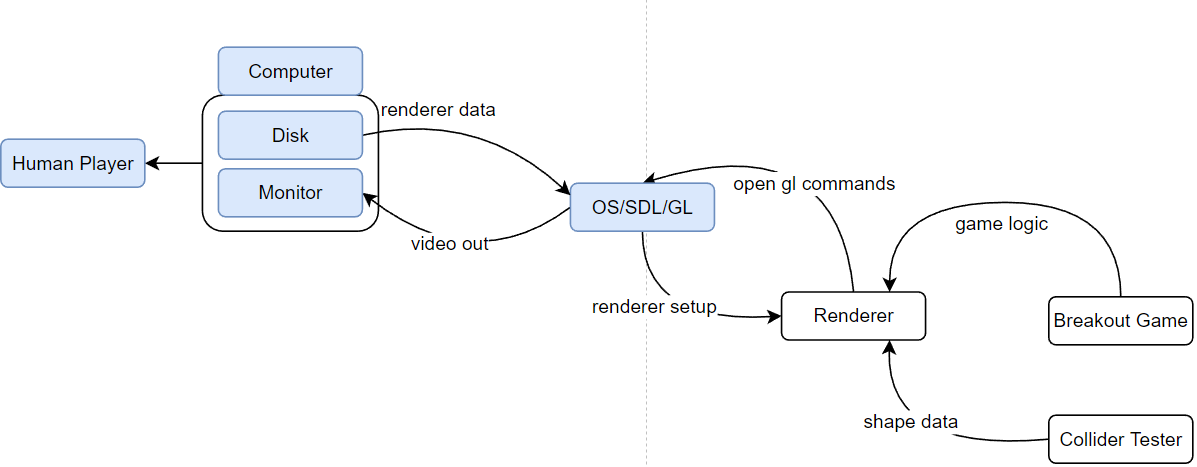 Computer
renderer data
Disk
Human Player
open gl commands
Monitor
OS/SDL/GL
game logic
video out
renderer setup
Renderer
Breakout Game
shape data
Collider Tester